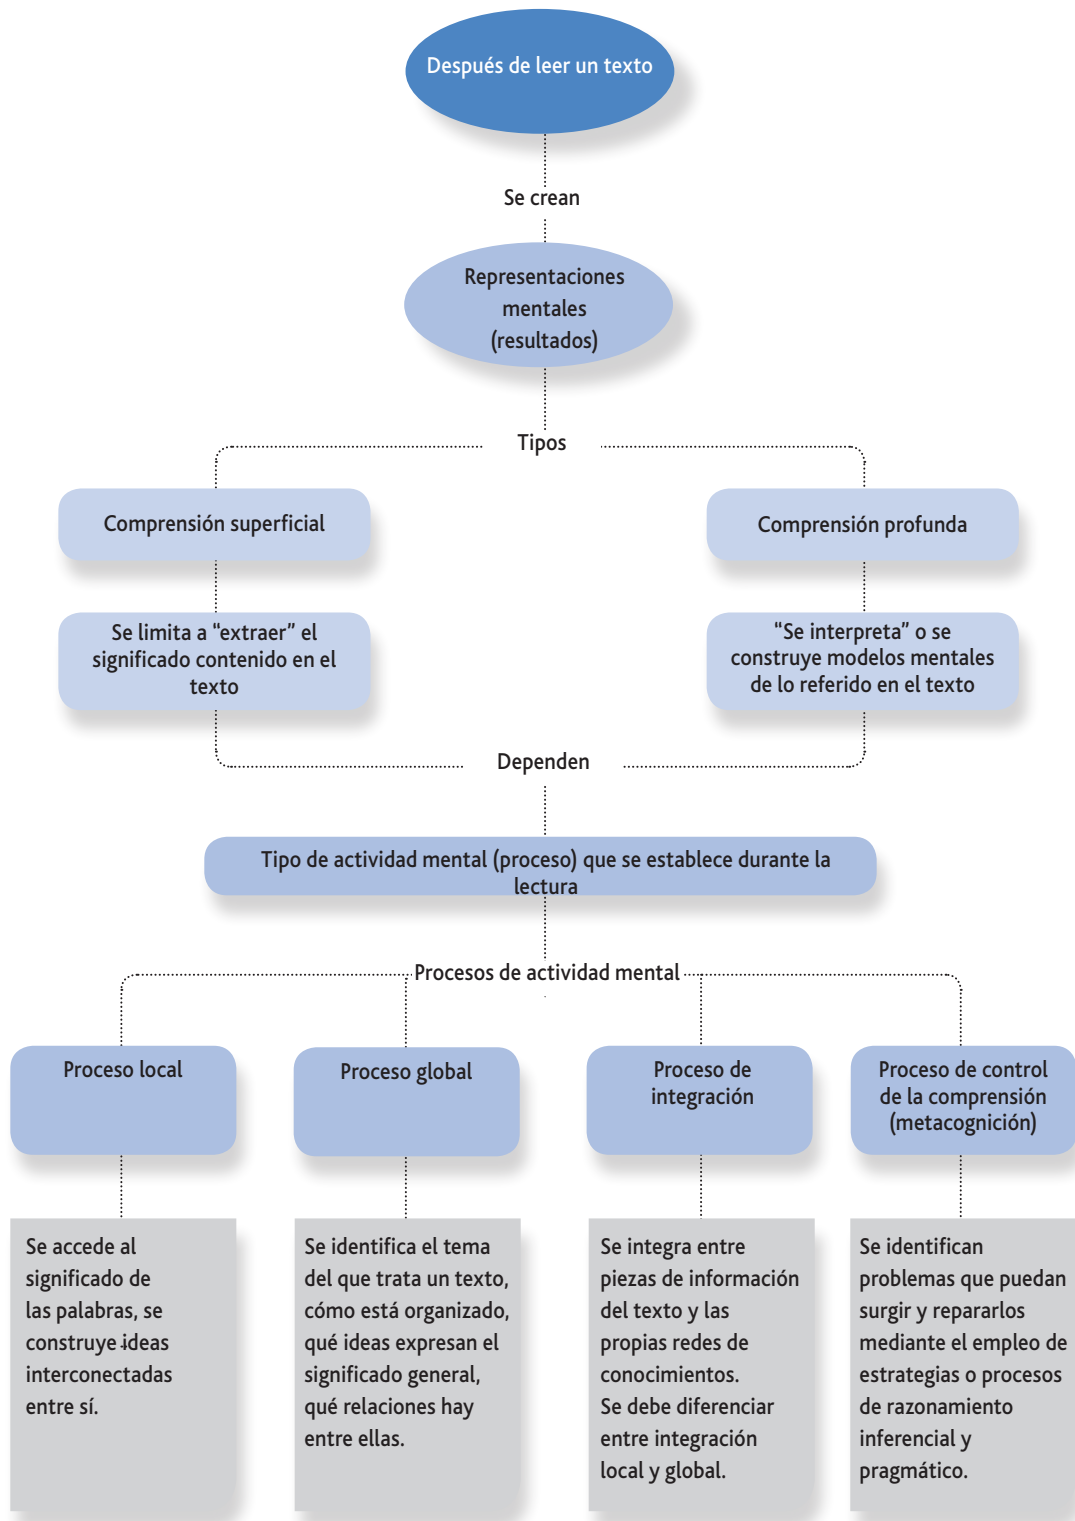 Después de leer un texto
Se crean
Representaciones
mentales
(resultados)
Tipos
Comprensión superficial
Comprensión profunda
Se limita a “extraer” el
significado contenido en el
texto
“Se interpreta” o se
construye modelos mentales
de lo referido en el texto
Dependen
Tipo de actividad mental (proceso) que se establece durante la
lectura
Procesos de actividad mental
Proceso local
Proceso global
Proceso de
integración
Proceso de control
de la comprensión
(metacognición)
Se accede al
significado de
las palabras, se
construye ideas
interconectadas
entre sí.
Se identifica el tema
del que trata un texto,
cómo está organizado,
qué ideas expresan el
significado general,
qué relaciones hay
entre ellas.
Se integra entre
piezas de información
del texto y las
propias redes de
conocimientos.
Se debe diferenciar
entre integración
local y global.
Se identifican
problemas que puedan
surgir y repararlos
mediante el empleo de
estrategias o procesos
de razonamiento
inferencial y
pragmático.